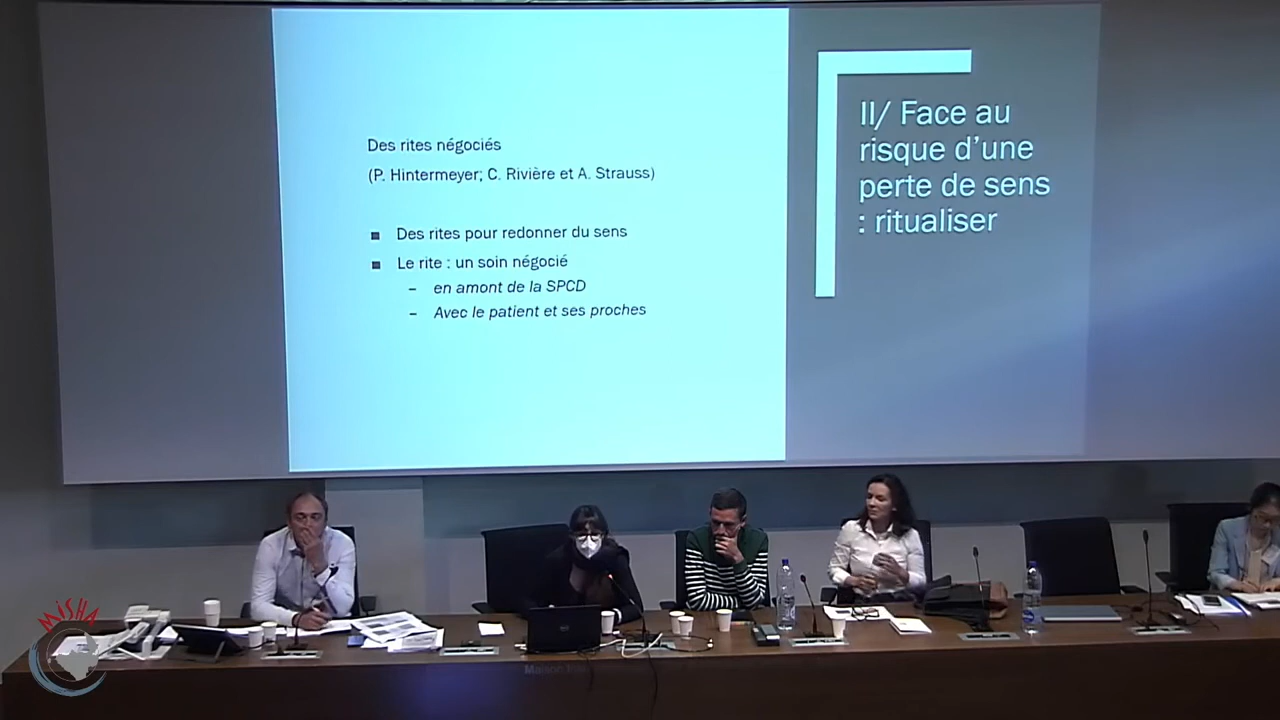 Des rites négociés
(P. Hintermeyer; C. Rivière et A. Strauss)
■ Des rites pour redonner du sens
■ Le rite : un soin négocié
– en amont de la SPCD
– Avec le patient et ses proches
II/ Face au
risque d'une
perte de sens
: ritualiser
MISHA